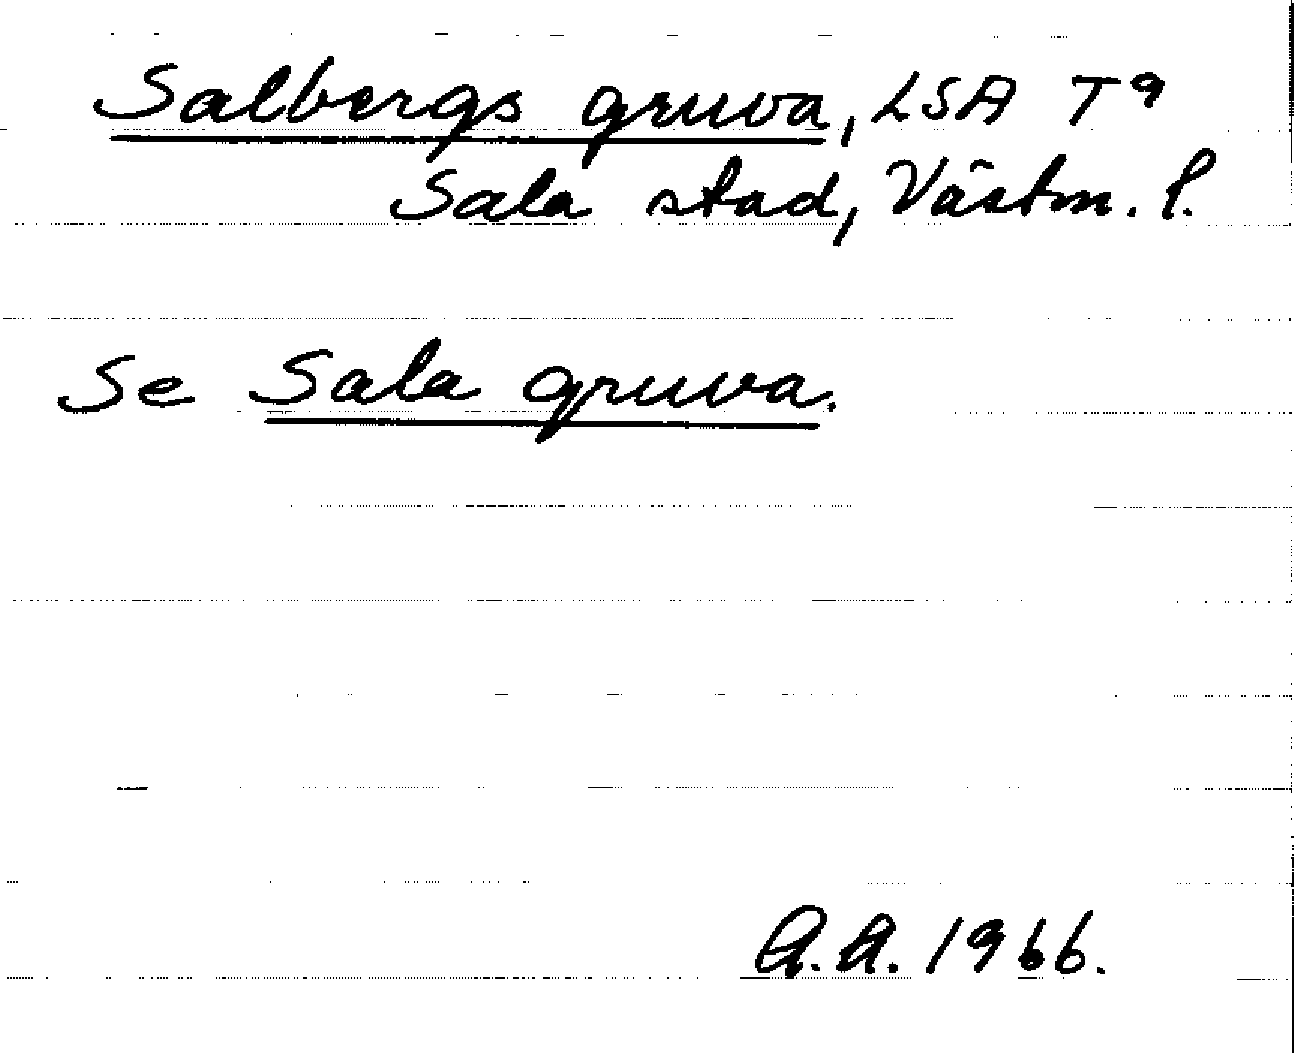 Salbergs gruva, LSA T9
Sala stad, Västm. l.
Se Sala gruva.
A.A. 1966.